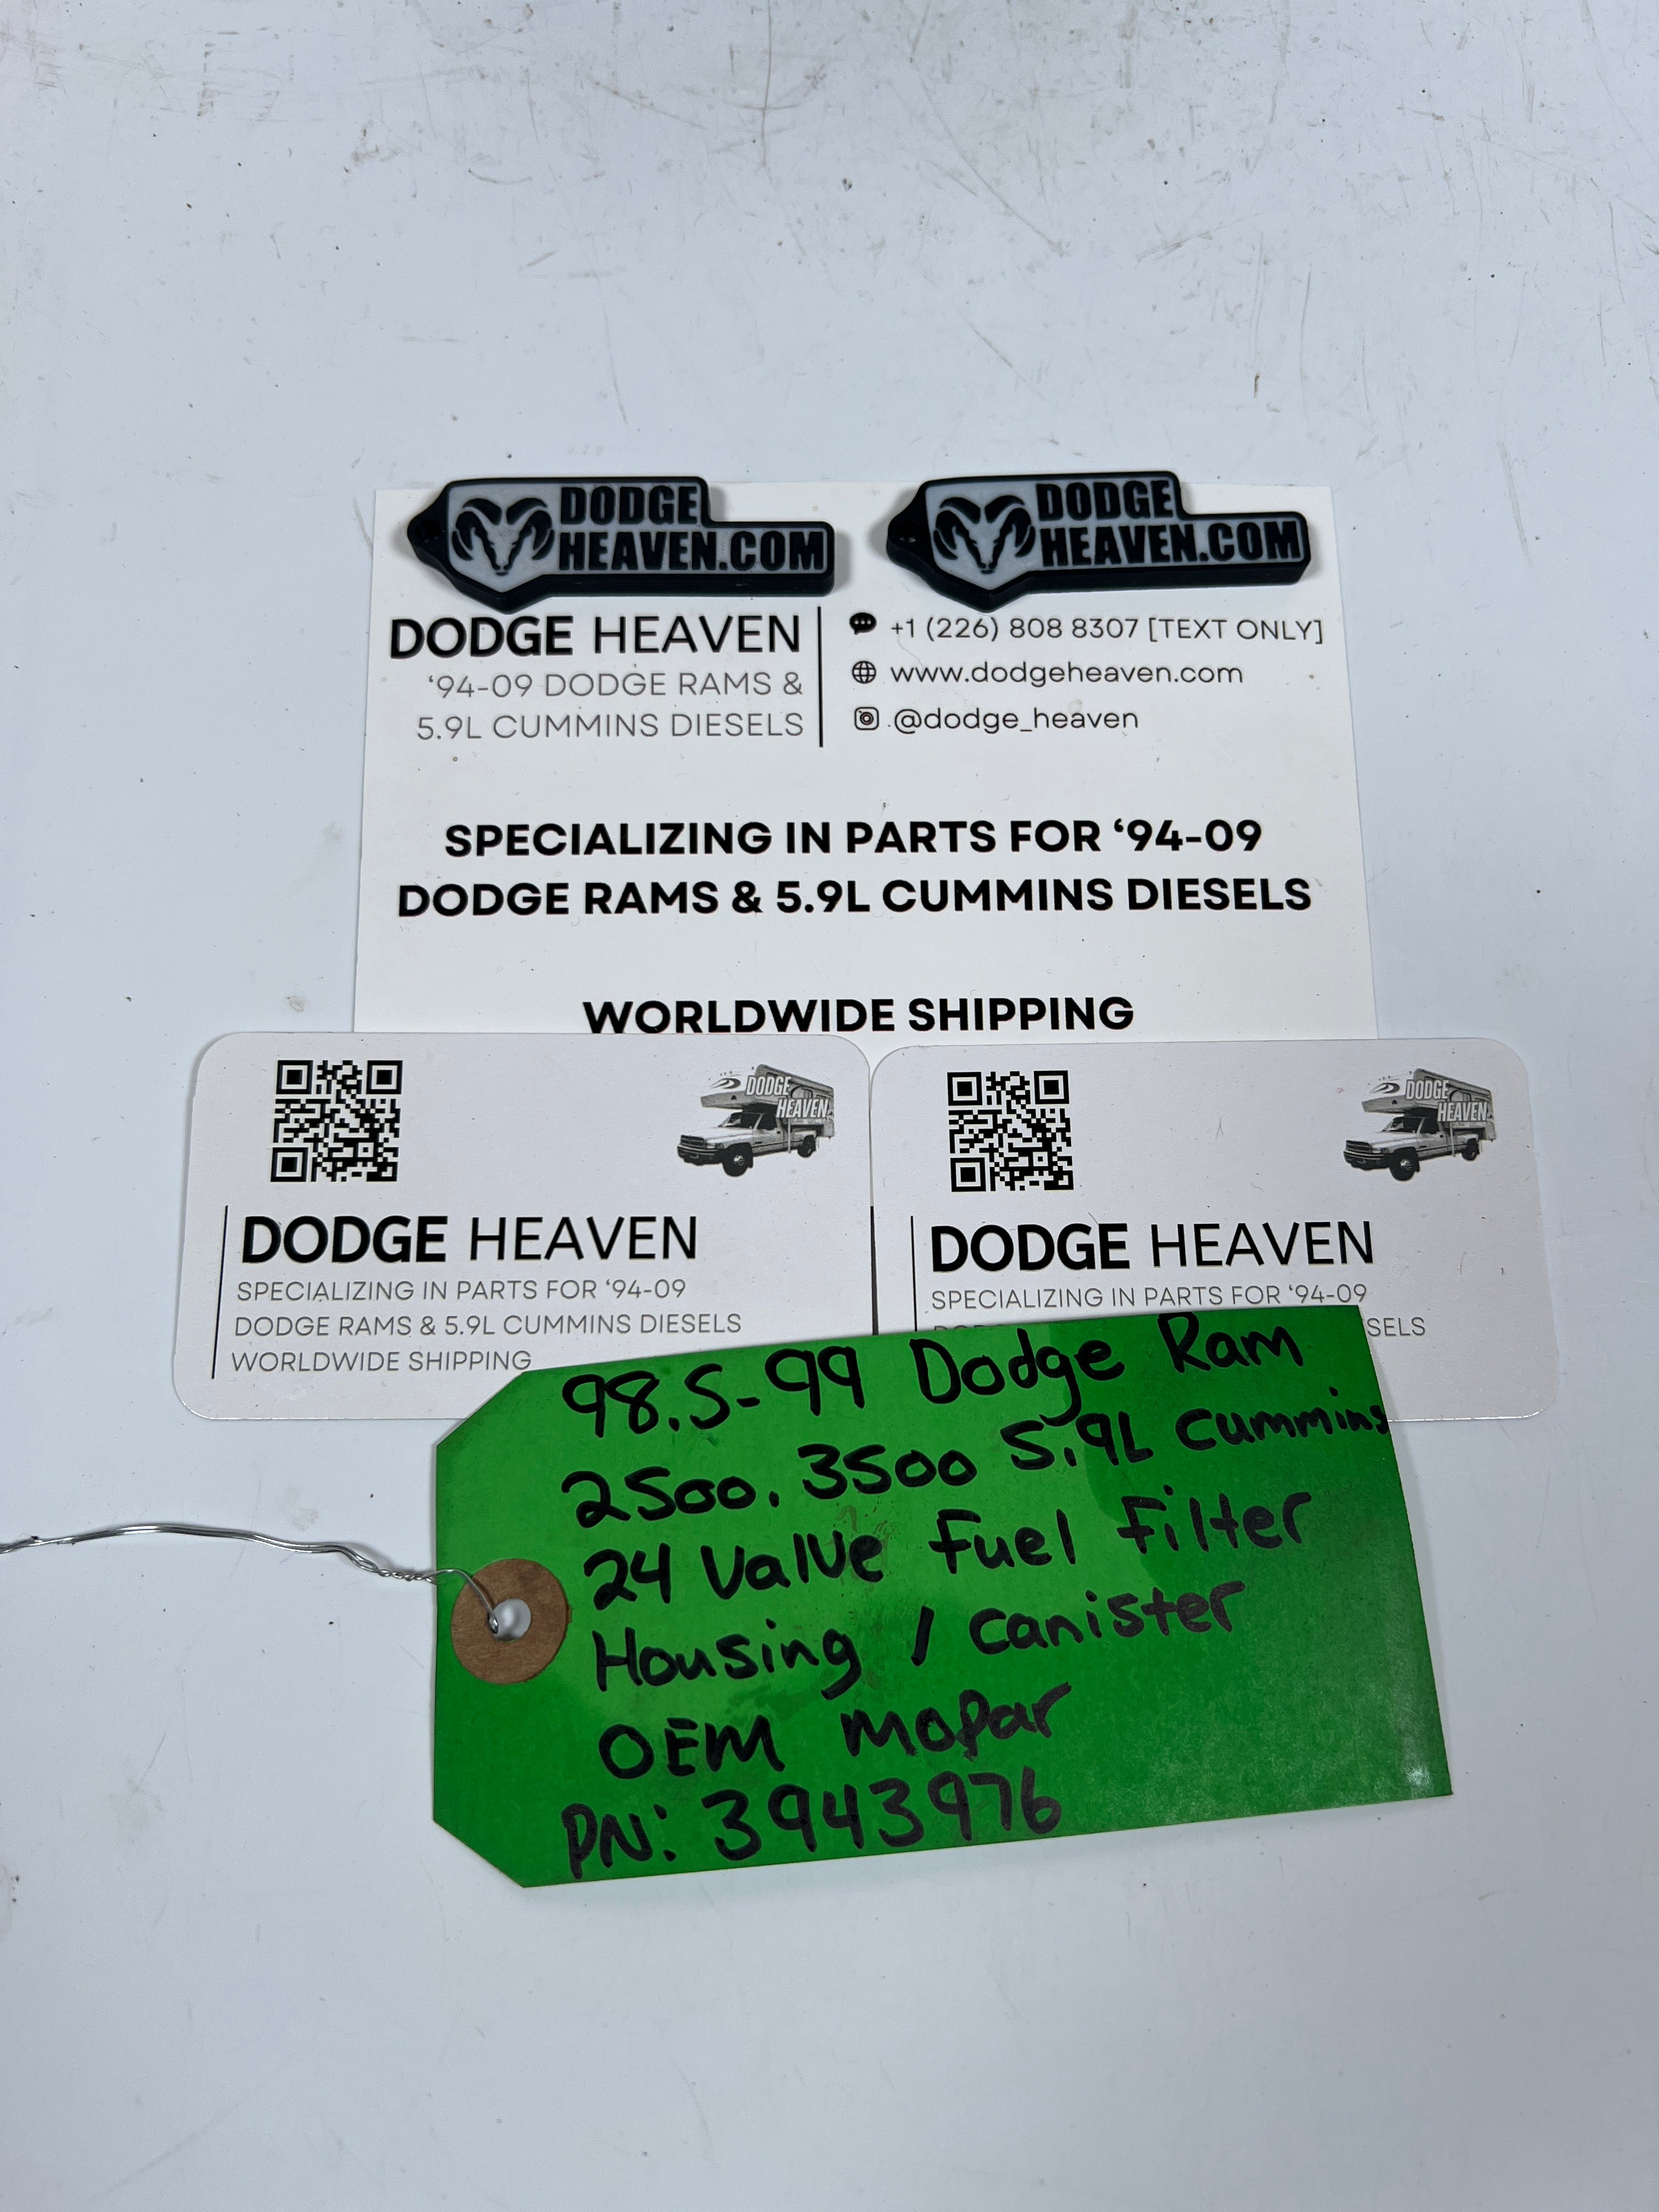 DODGE
HEAVEN.COM
DODGE
HEAVEN.COM
DODGE HEAVEN
‘94-09 DODGE RAMS &
5.9L CUMMINS DIESELS
+1 (226) 808 8307 [TEXT ONLY]
www.dodgeheaven.com
@dodge_heaven
SPECIALIZING IN PARTS FOR ‘94-09
DODGE RAMS & 5.9L CUMMINS DIESELS
WORLDWIDE SHIPPING
DODGE
HEAVEN
DODGE HEAVEN
SPECIALIZING IN PARTS FOR ‘94-09
DODGE RAMS & 5.9L CUMMINS DIESELS
WORLDWIDE SHIPPING
DODGE
HEAVEN
DODGE HEAVEN
SPECIALIZING IN PARTS FOR ‘94-09
SELS
98.5-99 Dodge Ram
2500. 3500 5.9L Cummins
24 Valve Fuel Filter
Housing / Canister
OEM Mopar
PN: 3943976